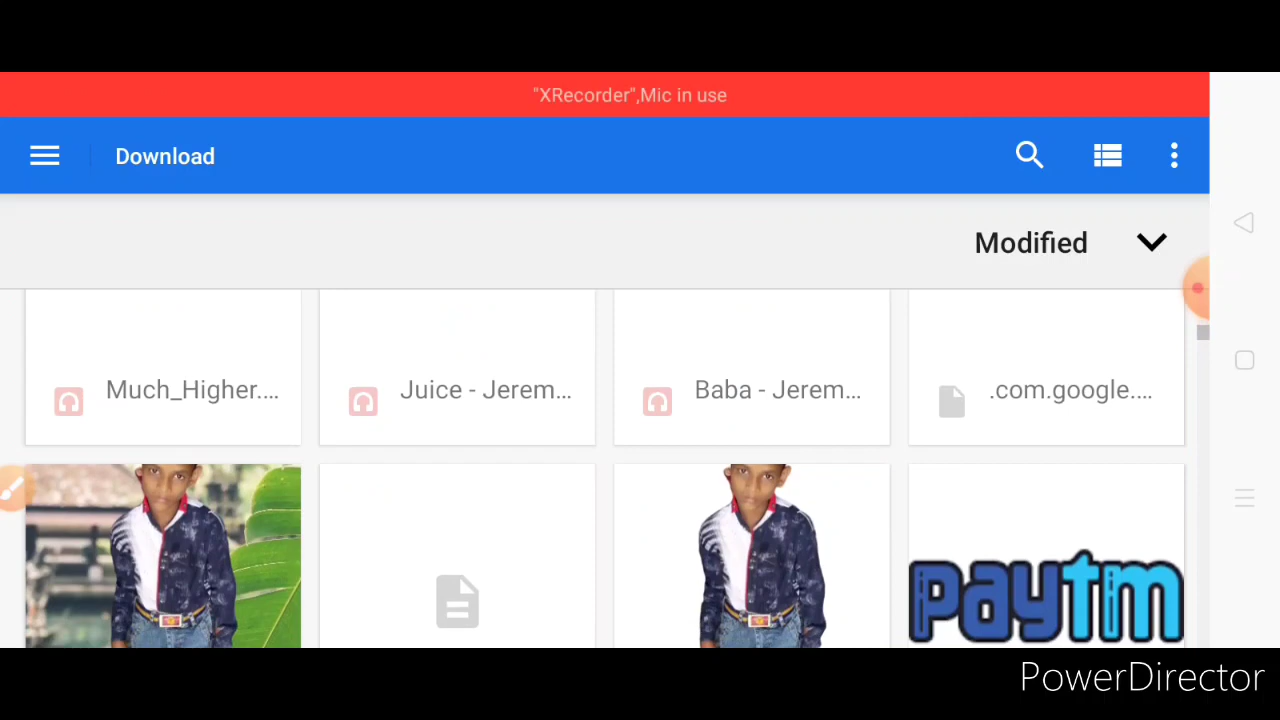 "XRecorder",Mic in use
Download
Modified
Much_Higher....
Juice - Jerem...
Baba - Jerem...
.com.google....
paytm
PowerDirector